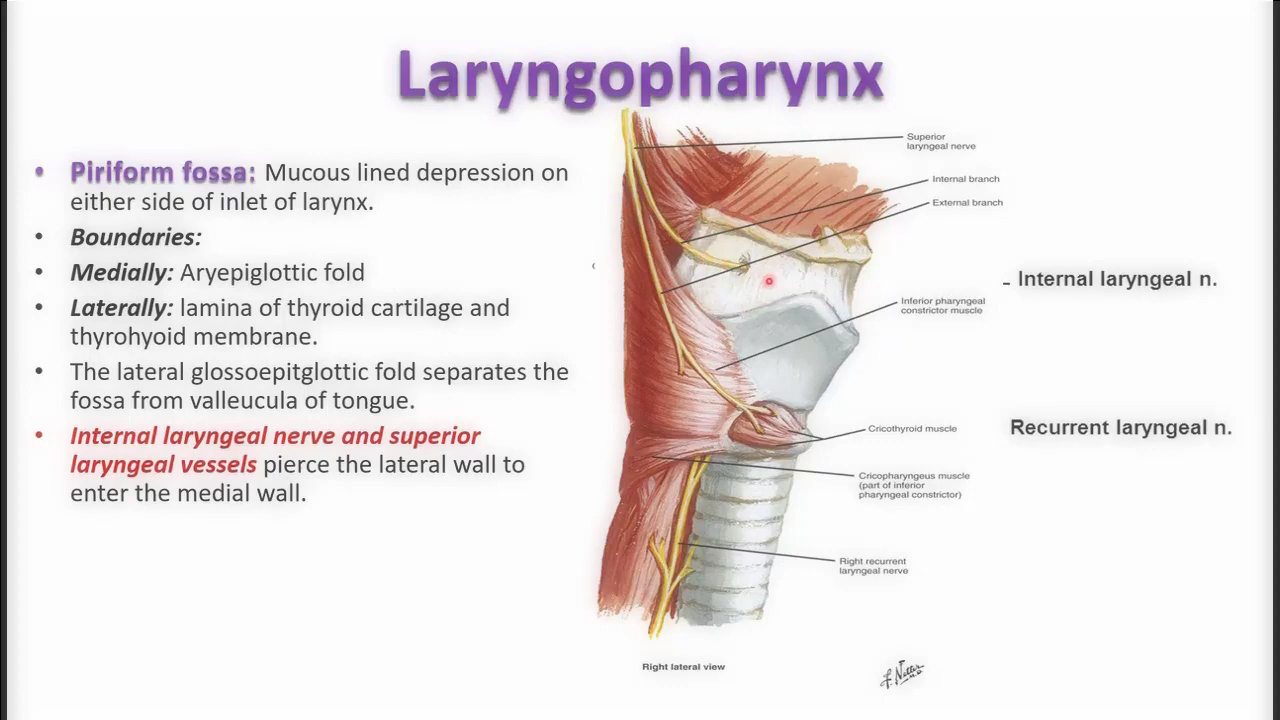 Laryngopharynx
• Piriform fossa: Mucous lined depression on
either side of inlet of larynx.
• Boundaries:
• Medially: Aryepiglottic fold
• Laterally: lamina of thyroid cartilage and
thyrohyoid membrane.
• The lateral glossoepitglottic fold separates the
fossa from valleucula of tongue.
• Internal laryngeal nerve and superior
laryngeal vessels pierce the lateral wall to
enter the medial wall.
Superior
laryngeal nerve
Internal branch
External branch
Inferior pharyngeal
constrictor muscle
Cricothyroid muscle
Cricopharyngeus muscle
(part of inferior
pharyngeal constrictor)
Right recurrent
laryngeal nerve
Right lateral view
F. Netter
M.D.
Internal laryngeal n.
Recurrent laryngeal n.